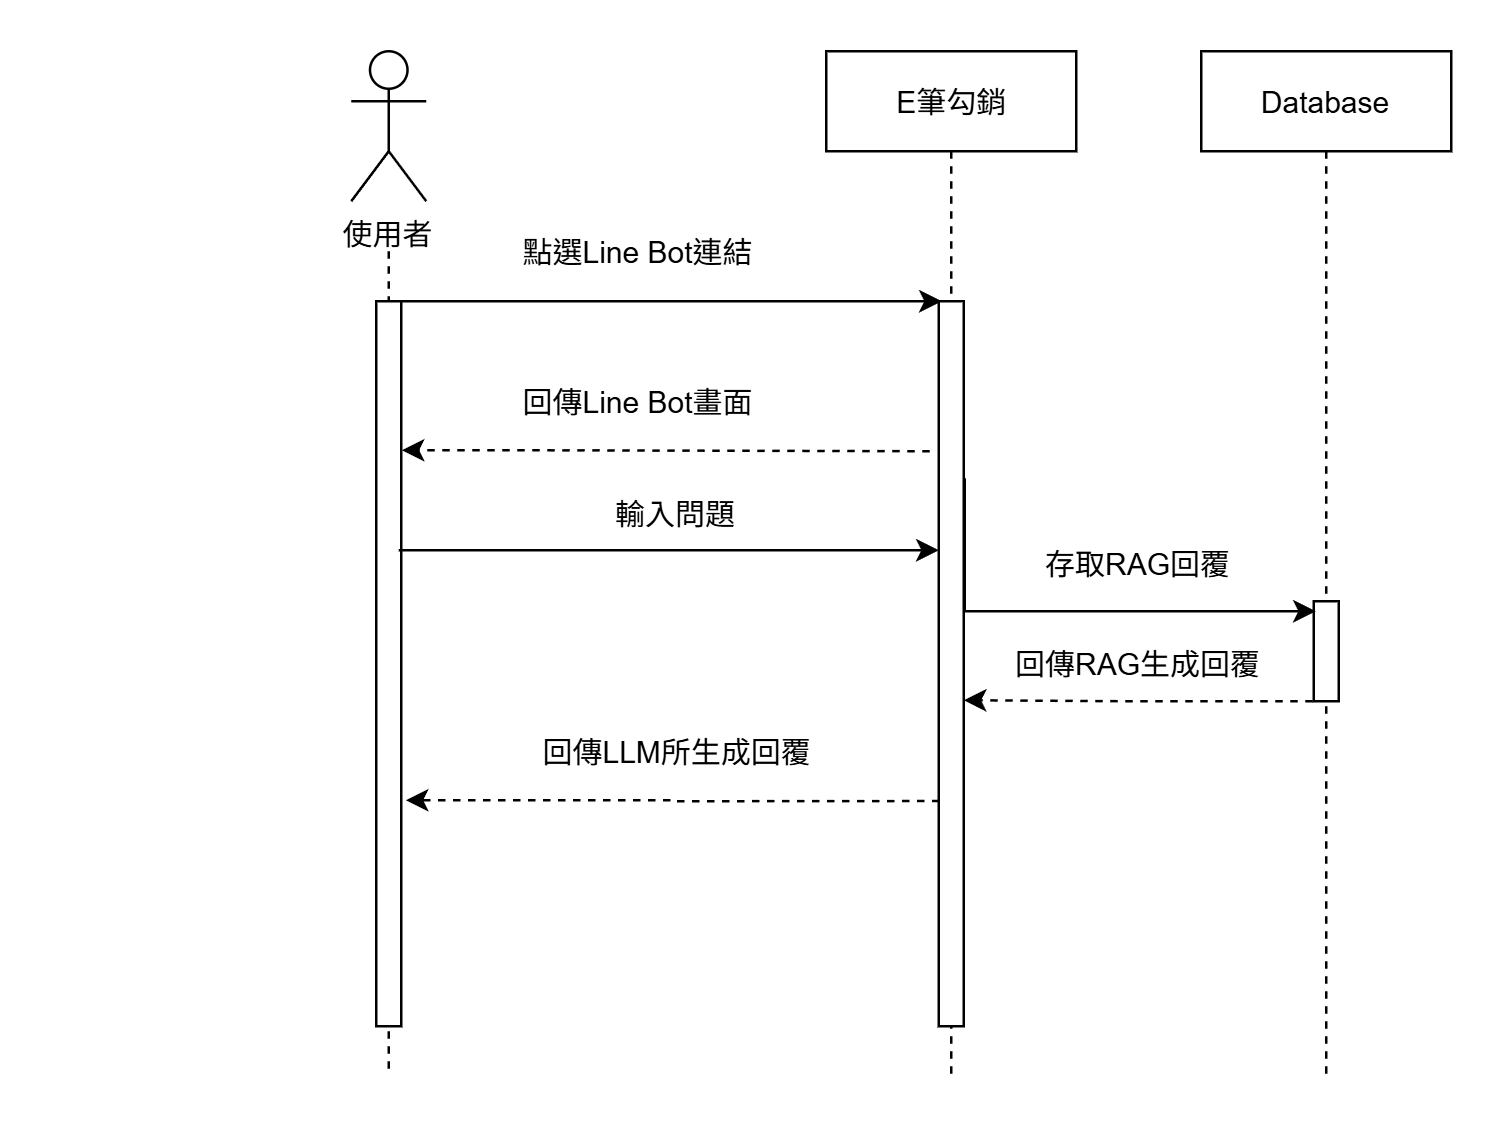 E筆勾銷
Database
使用者
點選Line Bot連結
回傳Line Bot畫面
輸入問題
存取RAG回覆
回傳RAG生成回覆
回傳LLM所生成回覆